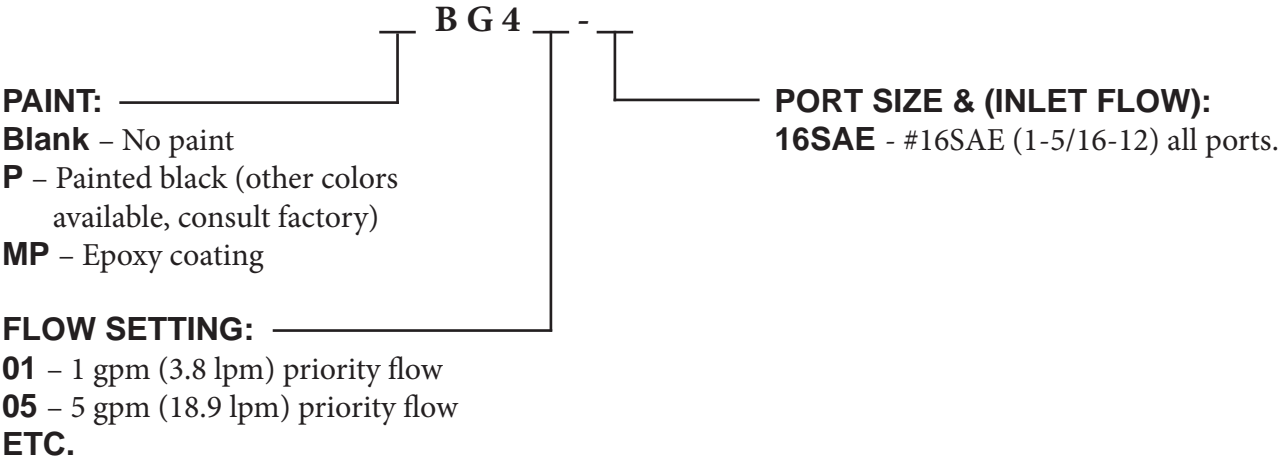 __ B G 4 __ - __
PAINT:
Blank – No paint
P – Painted black (other colors
available, consult factory)
MP – Epoxy coating
FLOW SETTING:
01 – 1 gpm (3.8 lpm) priority flow
05 – 5 gpm (18.9 lpm) priority flow
ETC.
PORT SIZE & (INLET FLOW):
16SAE - #16SAE (1-5/16-12) all ports.